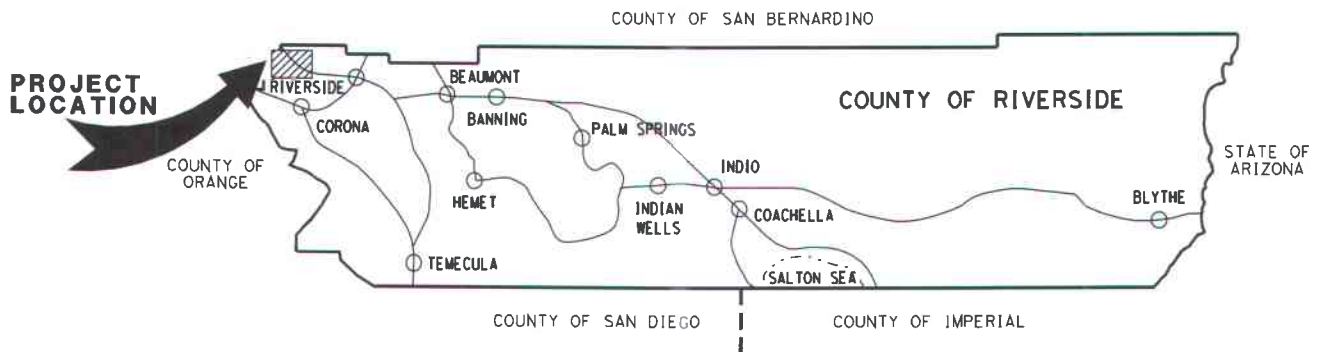 COUNTY OF SAN BERNARDINO
PROJECT
LOCATION
RIVERSIDE
BEAUMONT
COUNTY OF RIVERSIDE
CORONA
BANNING
PALM SPRINGS
COUNTY OF
ORANGE
STATE OF
ARIZONA
HEMET
INDIO
INDIAN
WELLS
COACHELLA
BLYTHE
TEMECULA
SALTON SEA
COUNTY OF SAN DIEGO
COUNTY OF IMPERIAL